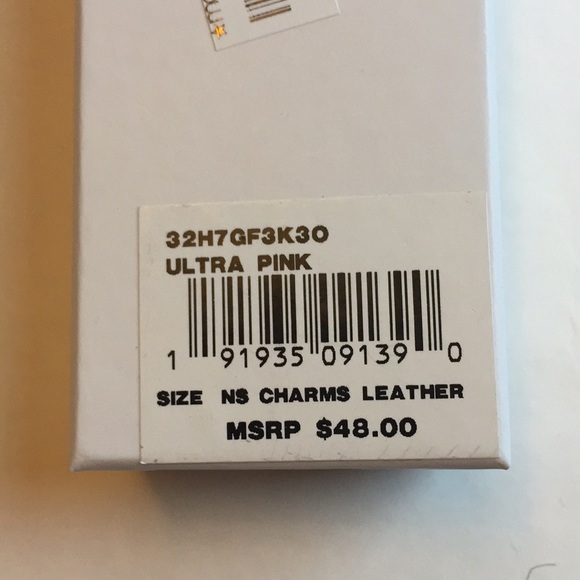 32H7GF3K3O
ULTRA PINK
1 91935 09139 0
SIZE NS CHARMS LEATHER
MSRP $48.00